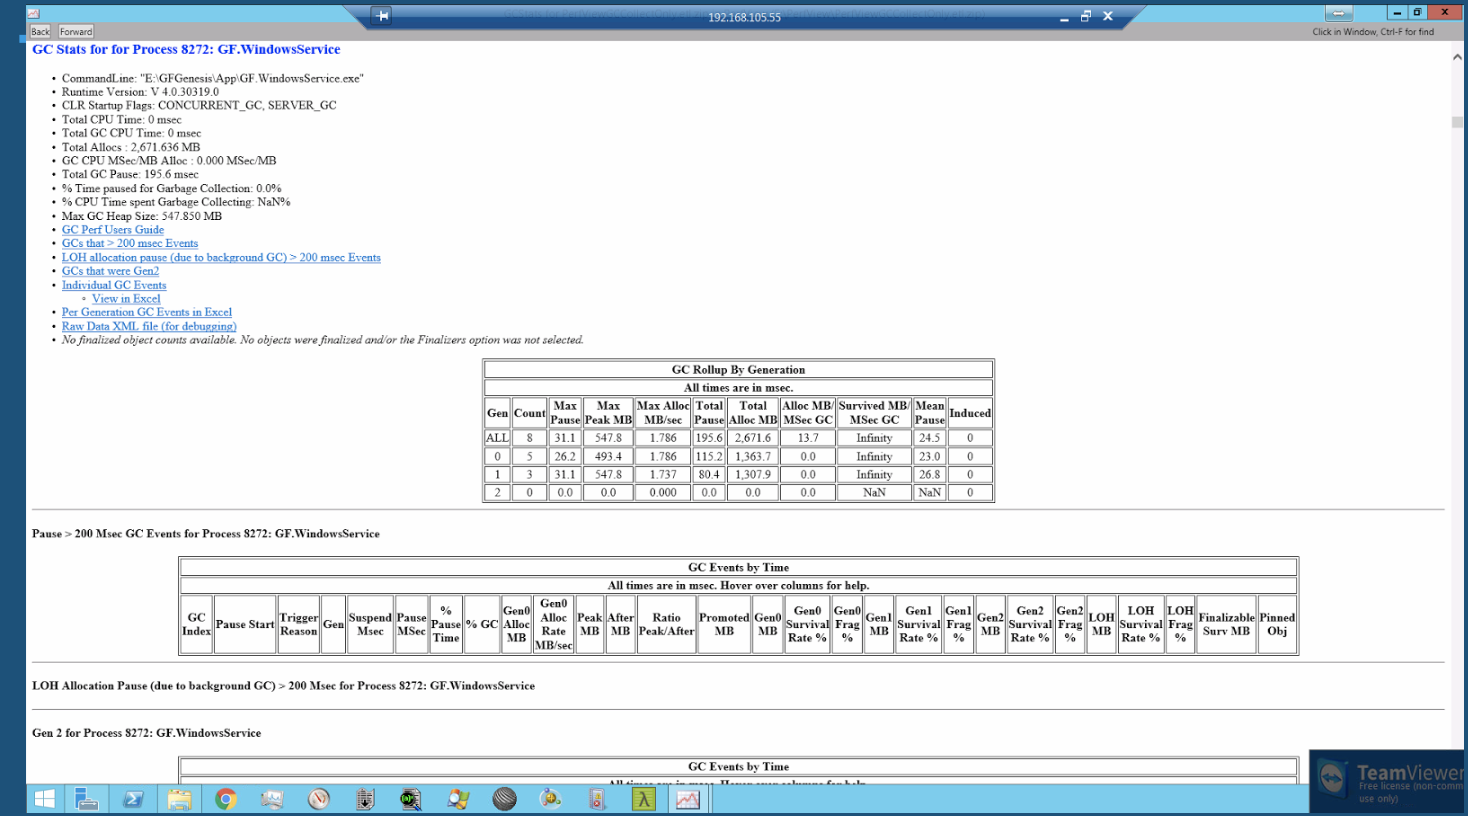 192.168.105.55
Back Forward
Click in Window, Ctrl-F for find
GC Stats for for Process 8272: GF.WindowsService
• CommandLine: "E:\GFGenesis\App\GF.WindowsService.exe"
• Runtime Version: V 4.0.30319.0
• CLR Startup Flags: CONCURRENT_GC, SERVER_GC
• Total CPU Time: 0 msec
• Total GC CPU Time: 0 msec
• Total Allocs : 2,671.636 MB
• GC CPU MSec/MB Alloc : 0.000 MSec/MB
• Total GC Pause: 195.6 msec
• % Time paused for Garbage Collection: 0.0%
• % CPU Time spent Garbage Collecting: NaN%
• Max GC Heap Size: 547.850 MB
• GC Perf Users Guide
• GCs that > 200 msec Events
• LOH allocation pause (due to background GC) > 200 msec Events
• GCs that were Gen2
• Individual GC Events
◦ View in Excel
• Per Generation GC Events in Excel
• Raw Data XML file (for debugging)
• No finalized object counts available. No objects were finalized and/or the Finalizers option was not selected.
GC Rollup By Generation
All times are in msec.
Gen Count Max Pause Max Peak MB Max Alloc MB/sec Total Pause Total Alloc MB Alloc MB/ MSec GC Survived MB/ MSec GC Mean Pause Induced
ALL 8 31.1 547.8 1.786 195.6 2,671.6 13.7 Infinity 24.5 0
0 5 26.2 493.4 1.786 115.2 1,363.7 0.0 Infinity 23.0 0
1 3 31.1 547.8 1.737 80.4 1,307.9 0.0 Infinity 26.8 0
2 0 0.0 0.0 0.000 0.0 0.0 0.0 NaN NaN 0
Pause > 200 Msec GC Events for Process 8272: GF.WindowsService
GC Events by Time
All times are in msec. Hover over columns for help.
GC Index Pause Start Trigger Reason Gen Suspend Msec Pause MSec % Pause Time % GC Gen0 Alloc MB Gen0 Alloc Rate MB/sec Peak MB After MB Ratio Peak/After Promoted MB Gen0 MB Gen0 Survival Rate % Gen0 Frag % Gen1 MB Gen1 Survival Rate % Gen1 Frag % Gen2 MB Gen2 Survival Rate % Gen2 Frag % LOH MB LOH Survival Rate % LOH Frag % Finalizable Surv MB Pinned Obj
LOH Allocation Pause (due to background GC) > 200 Msec for Process 8272: GF.WindowsService
Gen 2 for Process 8272: GF.WindowsService
GC Events by Time
All times are in msec. Hover over columns for help.
TeamViewer
Free license (non-comm
use only)